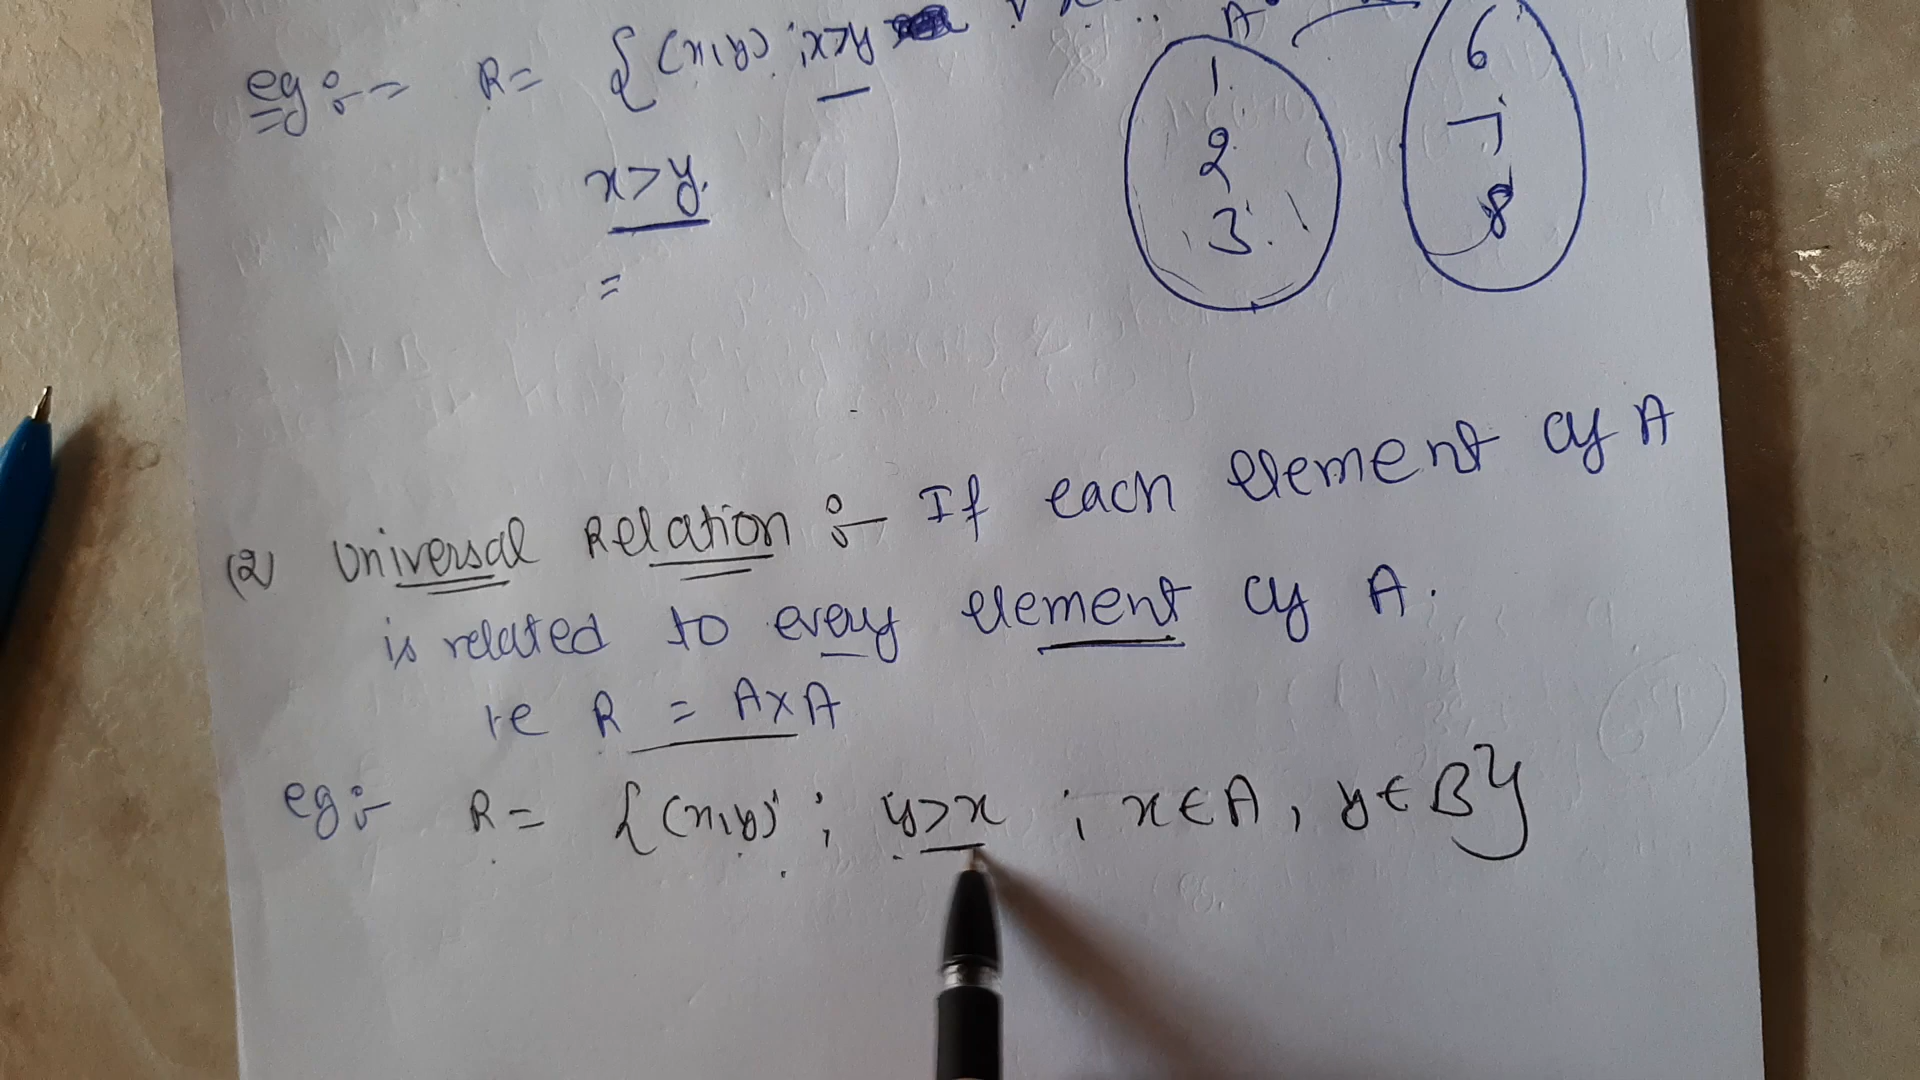 eg:- R= {(x,y) ; x>y
A
1
2
3
6
7
8
x>y.
=
(2) Universal Relation :- If each element of A
is related to every element of A.
ie R = A×A
eg:- R= {(x,y) ; y>x ; x∈A, y∈B}